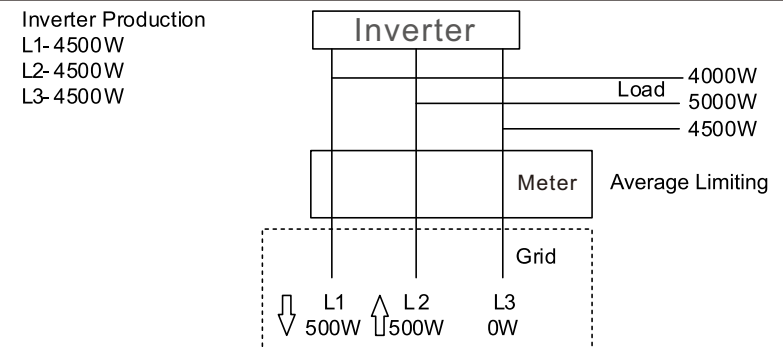 Inverter Production
L1-4500W
L2-4500W
L3-4500W
Inverter
Load
4000W
5000W
4500W
Meter
Average Limiting
Grid
L1 L2 L3
500W 500W 0W